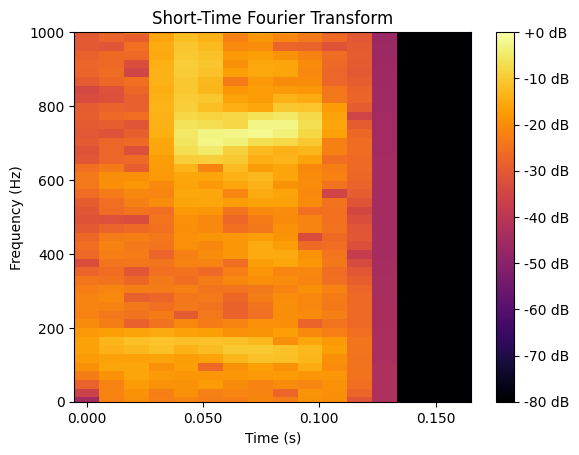 Short-Time Fourier Transform
1000
800
600
400
200
0
Frequency (Hz)
0.000
0.050
0.100
0.150
Time (s)
+0 dB
-10 dB
-20 dB
-30 dB
-40 dB
-50 dB
-60 dB
-70 dB
-80 dB